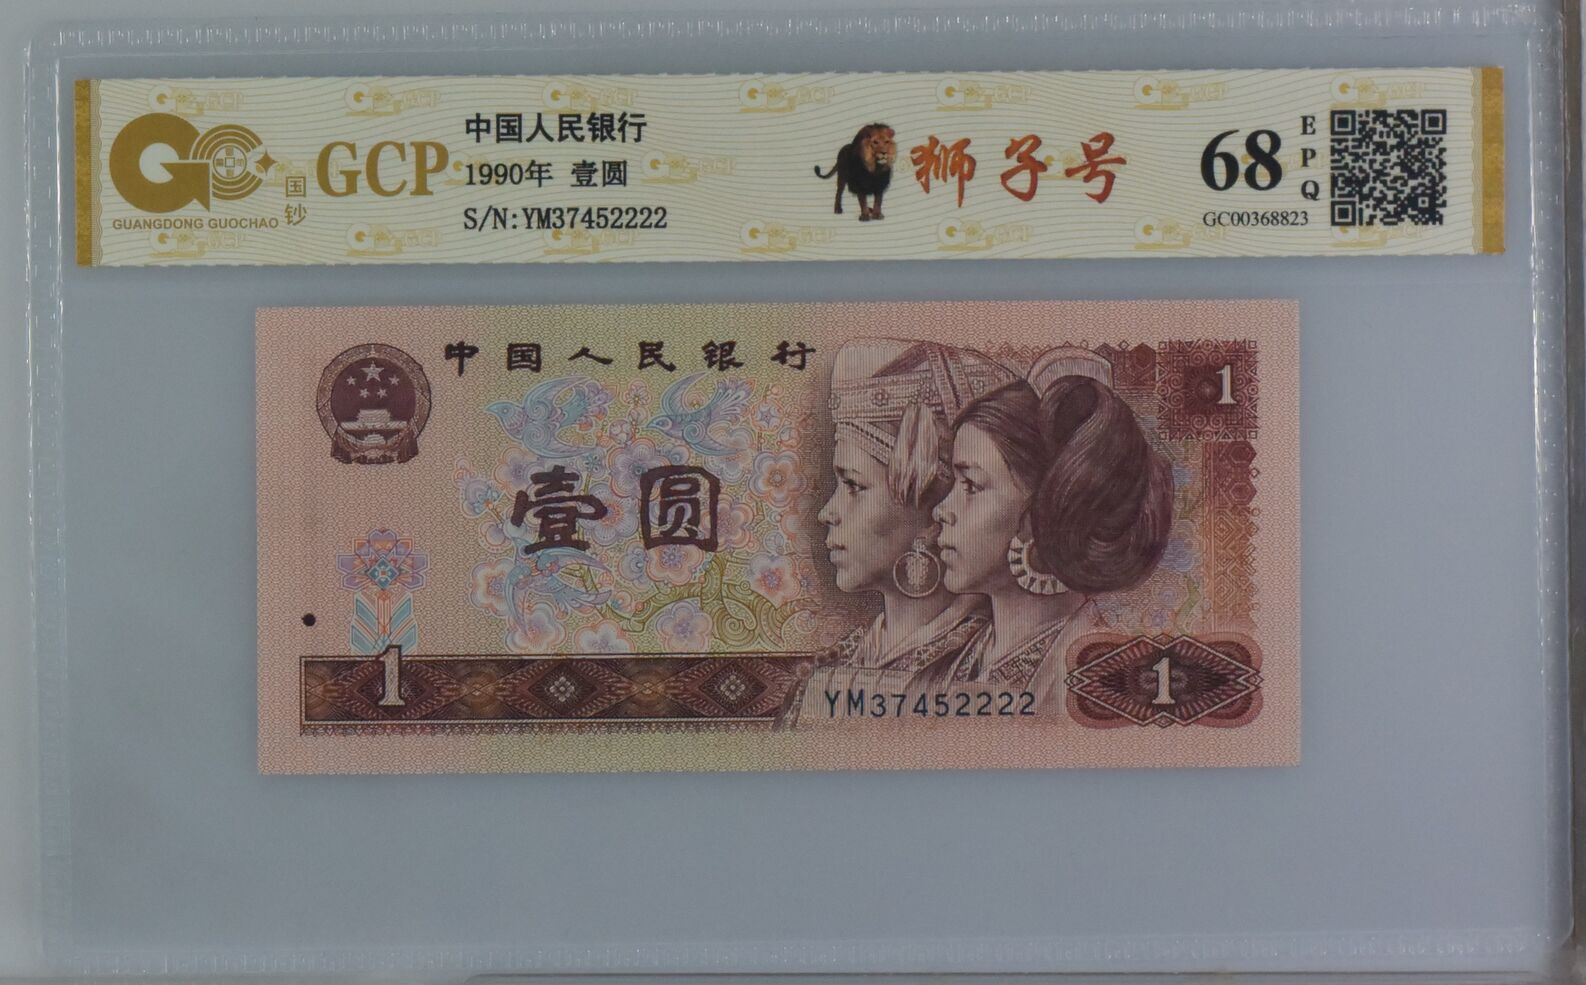 GCP
GUANGDONG GUOCHAO
国钞
中国人民银行
1990年 壹圆
S/N:YM37452222
狮子号
68
EPQ
GC00368823
中国人民银行
1
壹圆
1
YM37452222
1